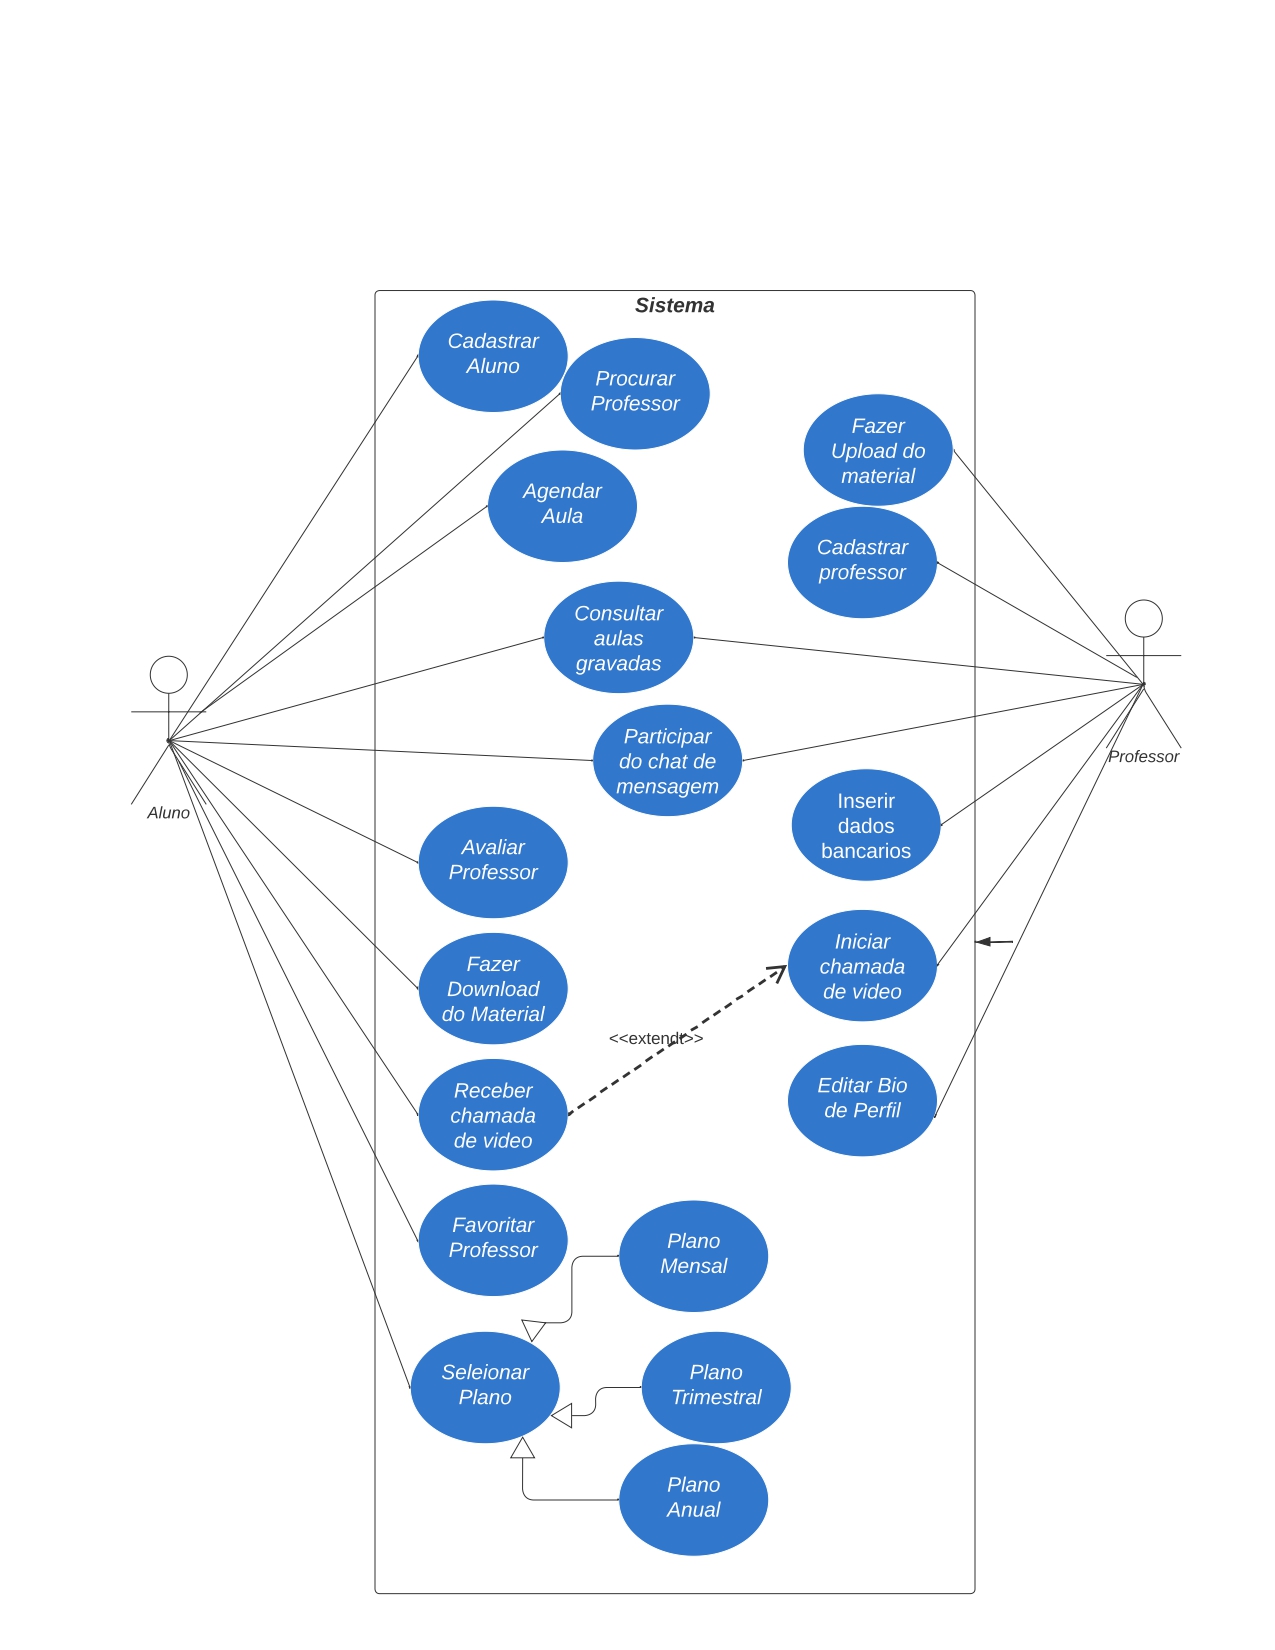 Sistema
Cadastrar
Aluno
Procurar
Professor
Fazer
Upload do
material
Agendar
Aula
Cadastrar
professor
Consultar
aulas
gravadas
Participar
do chat de
mensagem
Professor
Aluno
Inserir
dados
bancarios
Avaliar
Professor
Iniciar
chamada
de video
Fazer
Download
do Material
<<extendt>>
Receber
chamada
de video
Editar Bio
de Perfil
Favoritar
Professor
Plano
Mensal
Seleionar
Plano
Plano
Trimestral
Plano
Anual